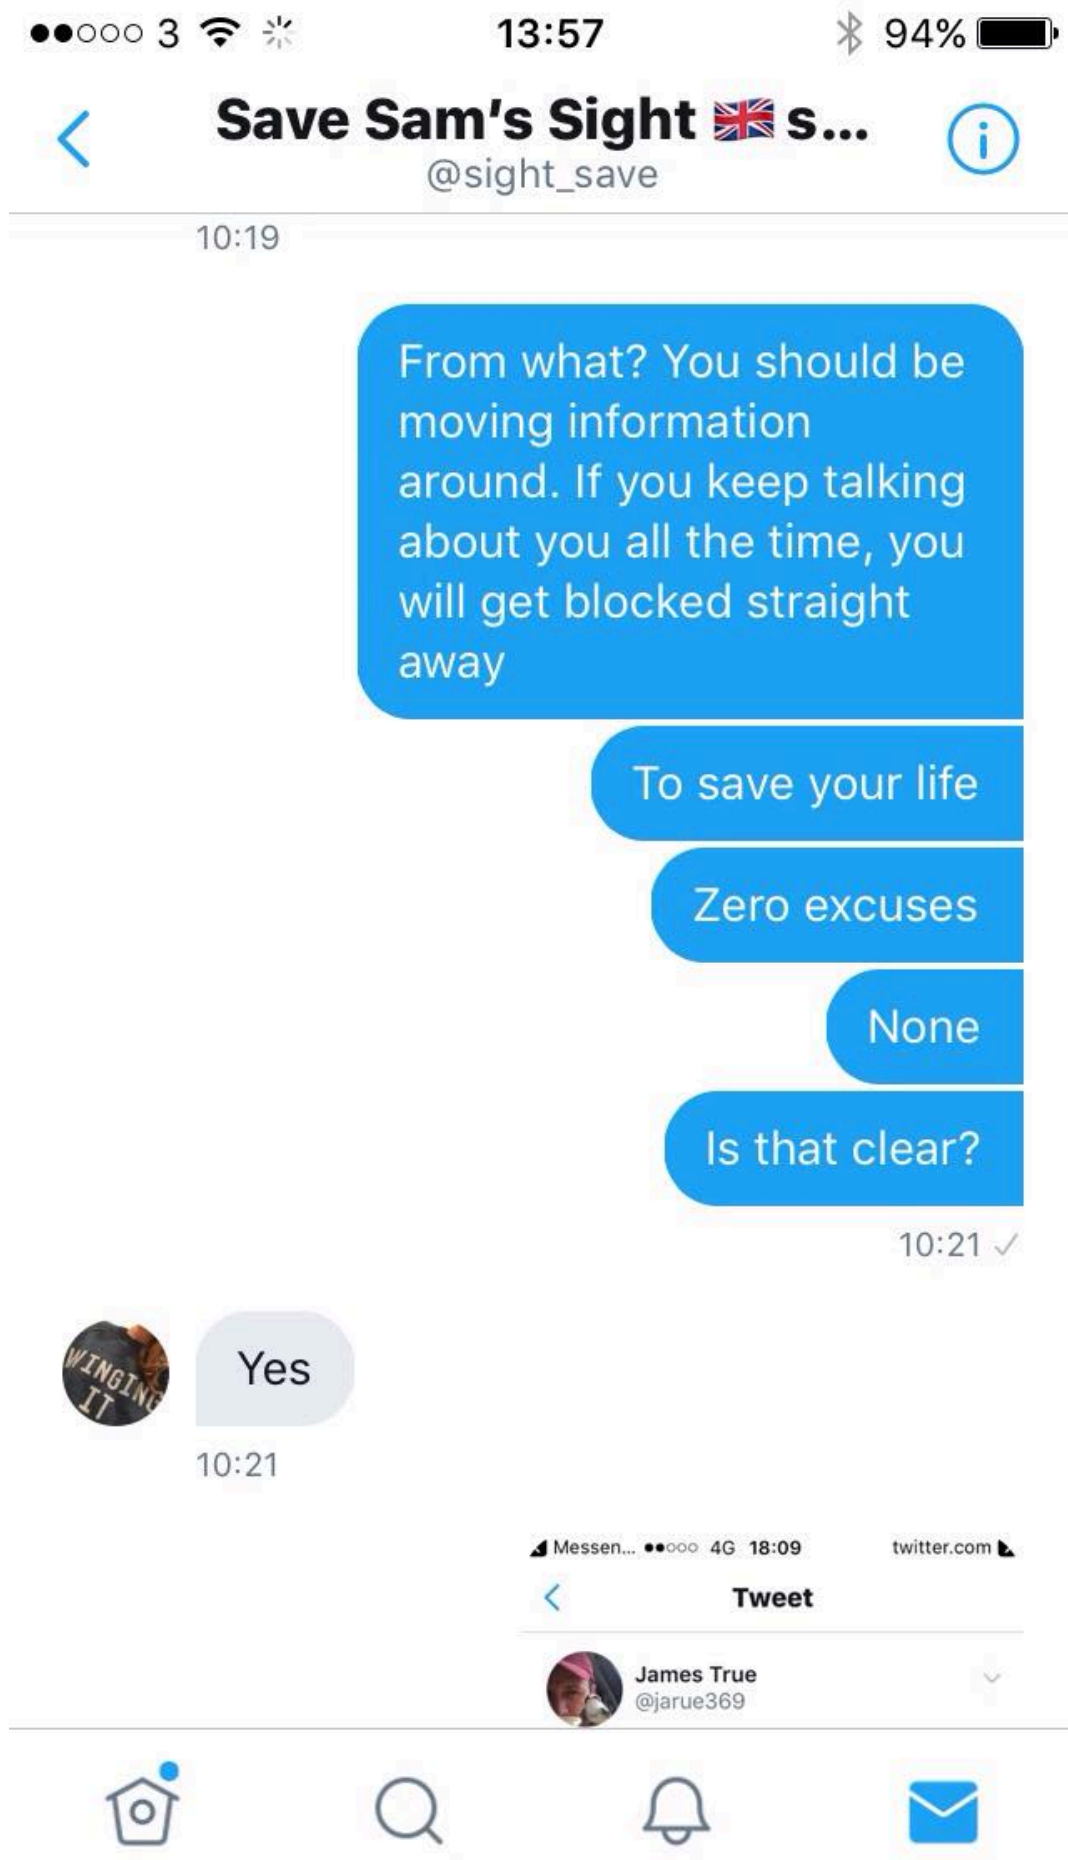 3 13:57 94%
Save Sam's Sight 🇬🇧 s...
@sight_save
10:19
From what? You should be
moving information
around. If you keep talking
about you all the time, you
will get blocked straight
away
To save your life
Zero excuses
None
Is that clear?
10:21
WINGING
IT
Yes
10:21
Messen... 4G 18:09 twitter.com
Tweet
James True
@jarue369